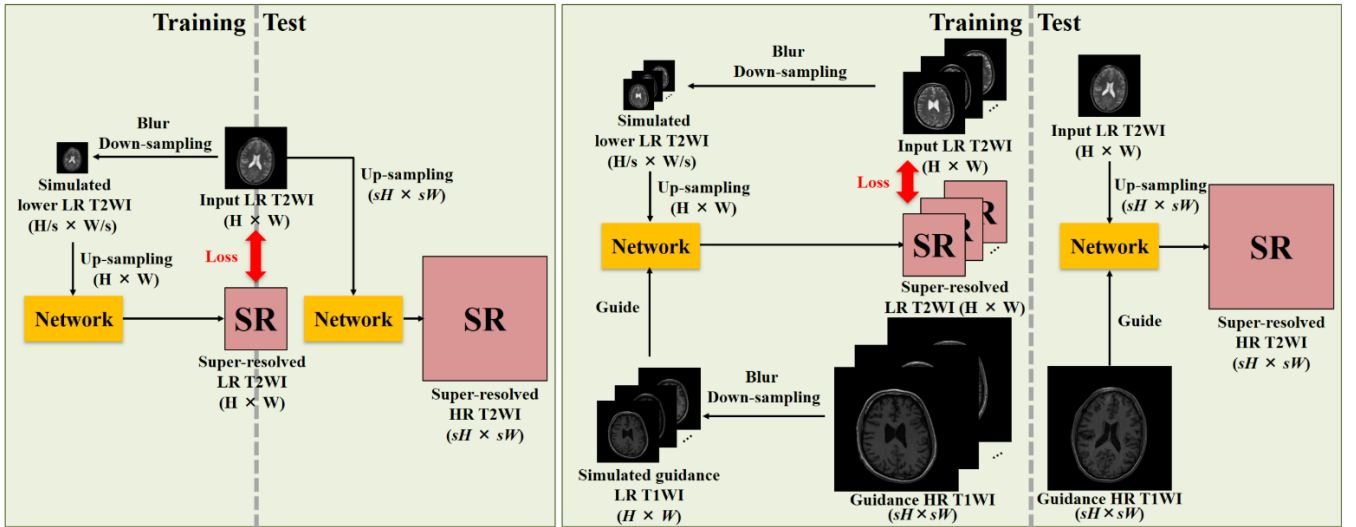 Training Test
Blur
Down-sampling
Simulated
lower LR T2WI
(H/s × W/s)
Input LR T2WI
(H × W)
Up-sampling
(sH × sW)
Up-sampling
(H × W)
Loss
Network
SR
Network
SR
Super-resolved
LR T2WI
(H × W)
Super-resolved
HR T2WI
(sH × sW)
Training Test
Blur
Down-sampling
...
Simulated
lower LR T2WI
(H/s × W/s)
...
Input LR T2WI
(H × W)
Up-sampling
(H × W)
Loss
Network
SR
R
R
...
Super-resolved
LR T2WI (H × W)
Guide
Blur
Down-sampling
...
Simulated guidance
LR T1WI
(H × W)
...
Guidance HR T1WI
(sH×sW)
Input LR T2WI
(H × W)
Up-sampling
(sH × sW)
Network
SR
Super-resolved
HR T2WI
(sH × sW)
Guide
Guidance HR T1WI
(sH×sW)